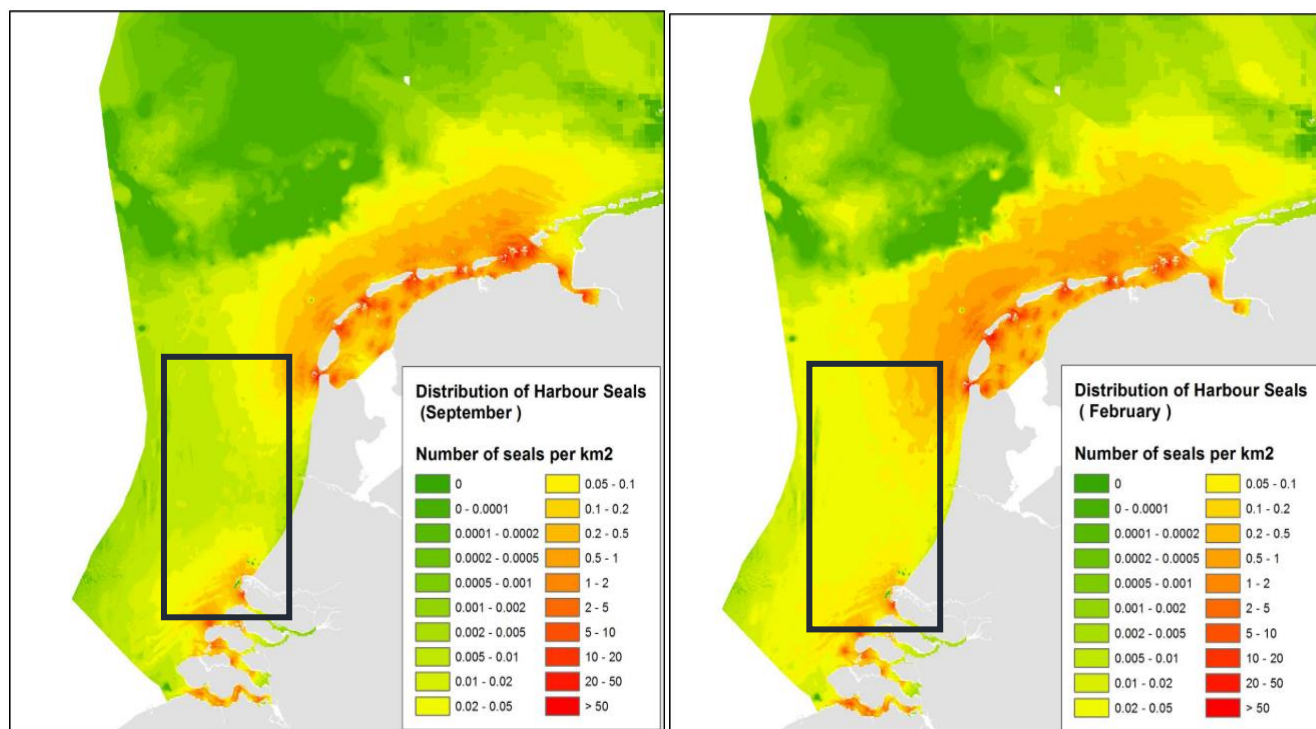 Distribution of Harbour Seals
(September )
Number of seals per km2
0
0 - 0.0001
0.0001 - 0.0002
0.0002 - 0.0005
0.0005 - 0.001
0.001 - 0.002
0.002 - 0.005
0.005 - 0.01
0.01 - 0.02
0.02 - 0.05
0.05 - 0.1
0.1 - 0.2
0.2 - 0.5
0.5 - 1
1 - 2
2 - 5
5 - 10
10 - 20
20 - 50
> 50
Distribution of Harbour Seals
( February )
Number of seals per km2
0
0 - 0.0001
0.0001 - 0.0002
0.0002 - 0.0005
0.0005 - 0.001
0.001 - 0.002
0.002 - 0.005
0.005 - 0.01
0.01 - 0.02
0.02 - 0.05
0.05 - 0.1
0.1 - 0.2
0.2 - 0.5
0.5 - 1
1 - 2
2 - 5
5 - 10
10 - 20
20 - 50
> 50